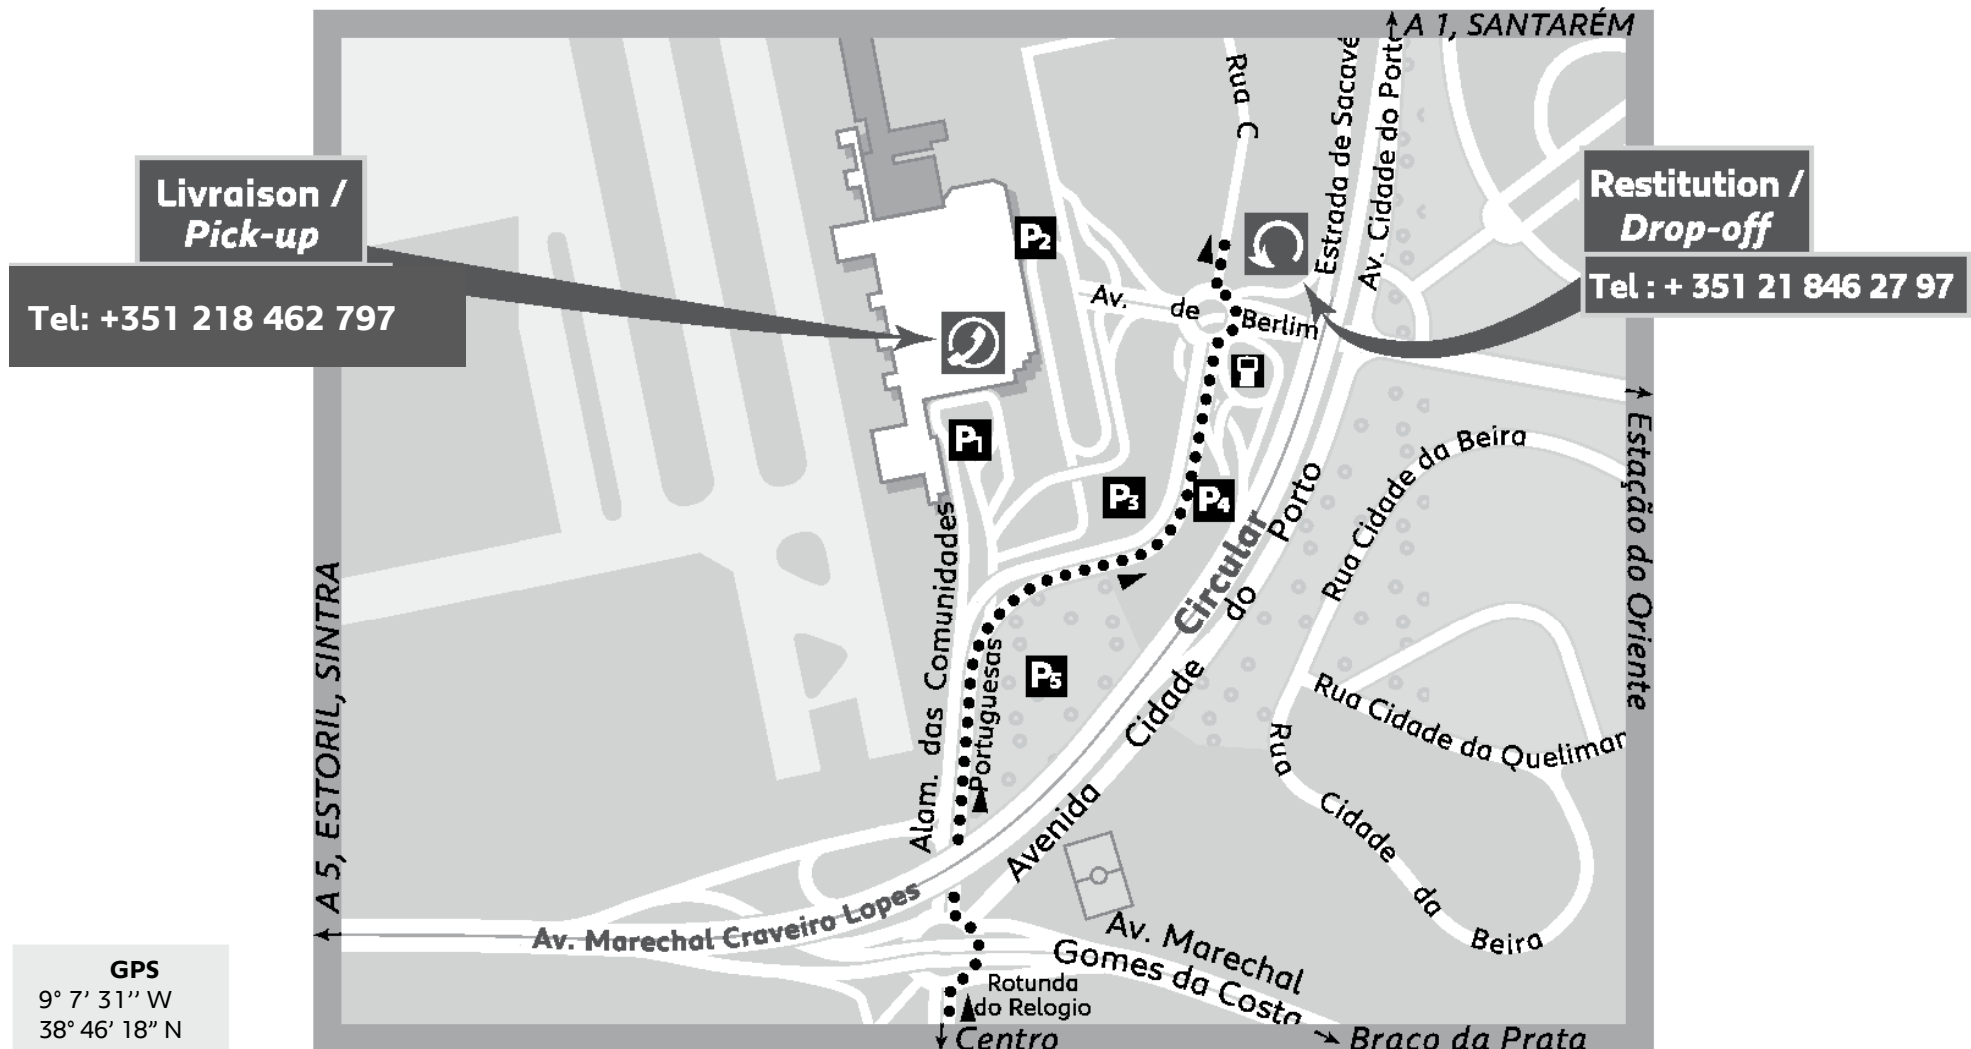 A 1, SANTARÉM
Rua C
Estrada de Sacavé
Av. Cidade do Porto
Livraison /
Pick-up
Tel: +351 218 462 797
Restitution /
Drop-off
Tel : + 351 21 846 27 97
P2
Av. de Berlim
P1
P3
P4
P5
Alam. das Comunidades
Portuguesas
Circular
Avenida Cidade do Porto
Rua Cidade da Beira
Estação do Oriente
Rua Cidade da Quelimar
Rua Cidade da Beira
A 5, ESTORIL, SINTRA
Av. Marechal Craveiro Lopes
Av. Marechal
Gomes da Costa
Rotunda
do Relogio
Centro
Braço da Prata
GPS
9° 7’ 31’’ W
38° 46’ 18” N